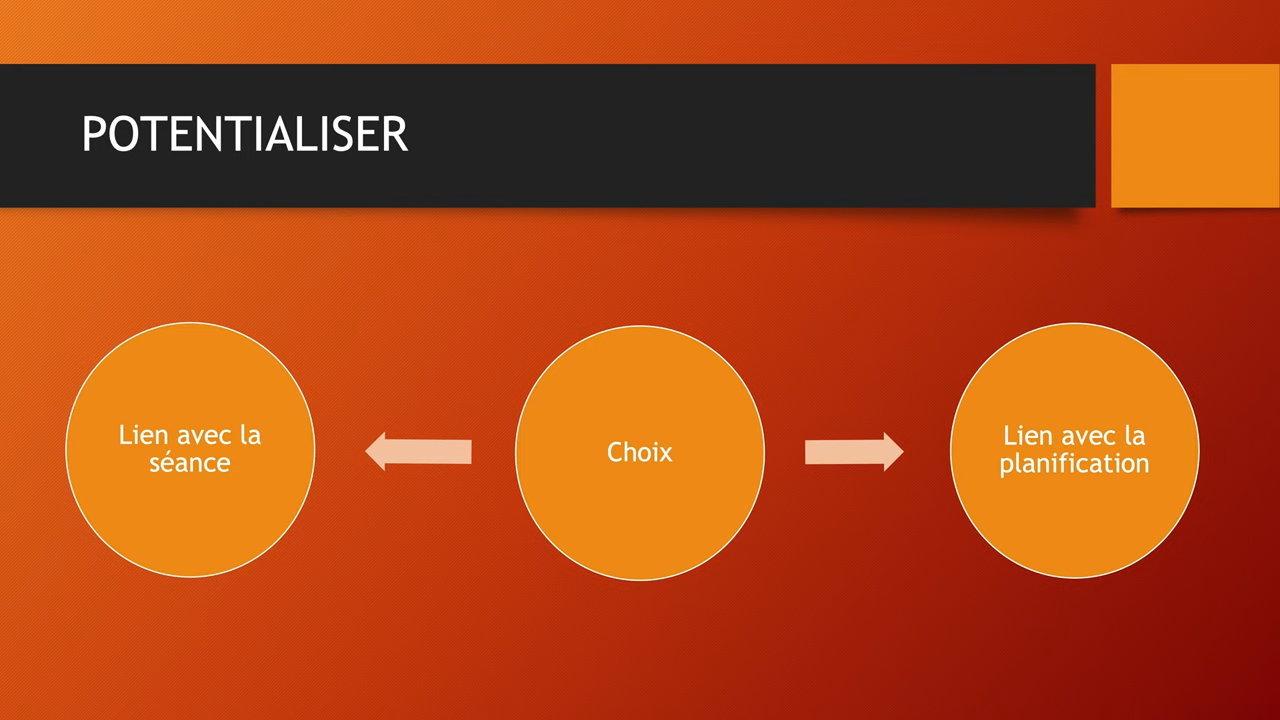 POTENTIALISER
Lien avec la
séance
Choix
Lien avec la
planification